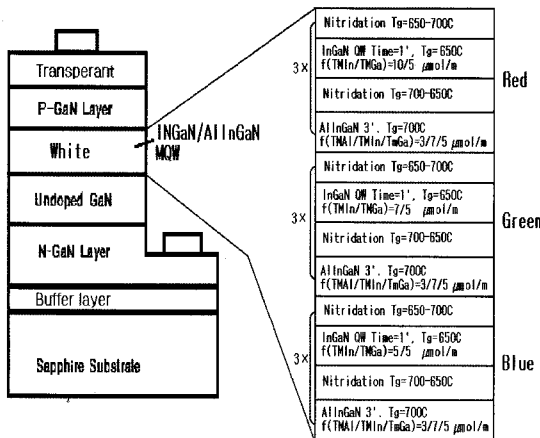 Transperant
P-GaN Layer
White
INGaN/AlInGaN
MQW
Undoped GaN
N-GaN Layer
Buffer layer
Sapphire Substrate
3×
Nitridation Tg=650-700C
InGaN QW Time=1', Tg=650C
f(TMIn/TMGa)=10/5 μmol/m
Nitridation Tg=700-650C
AlInGaN 3'. Tg=700C
f(TMAl/TMIn/TmGa)=3/7/5 μmol/m
Red
3×
Nitridation Tg=650-700C
InGaN QW Time=1', Tg=650C
f(TMIn/TMGa)=7/5 μmol/m
Nitridation Tg=700-650C
AlInGaN 3'. Tg=700C
f(TMAl/TMIn/TmGa)=3/7/5 μmol/m
Green
3×
Nitridation Tg=650-700C
InGaN QW Time=1', Tg=650C
f(TMIn/TMGa)=5/5 μmol/m
Nitridation Tg=700-650C
AlInGaN 3'. Tg=700C
f(TMAl/TMIn/TmGa)=3/7/5 μmol/m
Blue